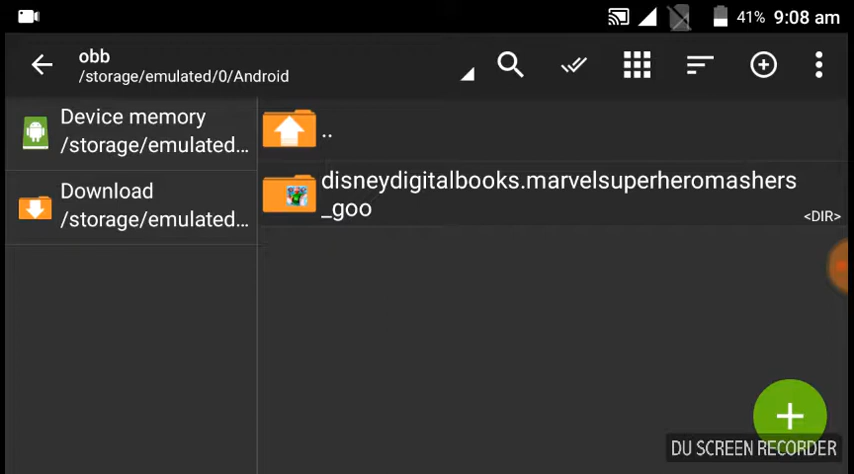 41% 9:08 am
obb
/storage/emulated/0/Android
Device memory
/storage/emulated...
Download
/storage/emulated...
..
disneydigitalbooks.marvelsuperheromashers
_goo
<DIR>
DU SCREEN RECORDER